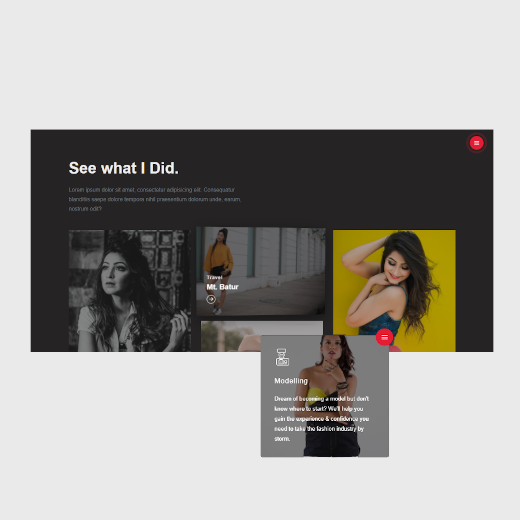 See what I Did.
Lorem ipsum dolor sit amet, consectetur adipiscing elit. Consequatur
blanditiis saepe dolore tempora nihil praesentium dolorum unde, earum,
nostrum odit?
Travel
Mt. Batur
Modelling
Dream of becoming a model but don't
know where to start? We'll help you
gain the experience & confidence you
need to take the fashion industry by
storm.